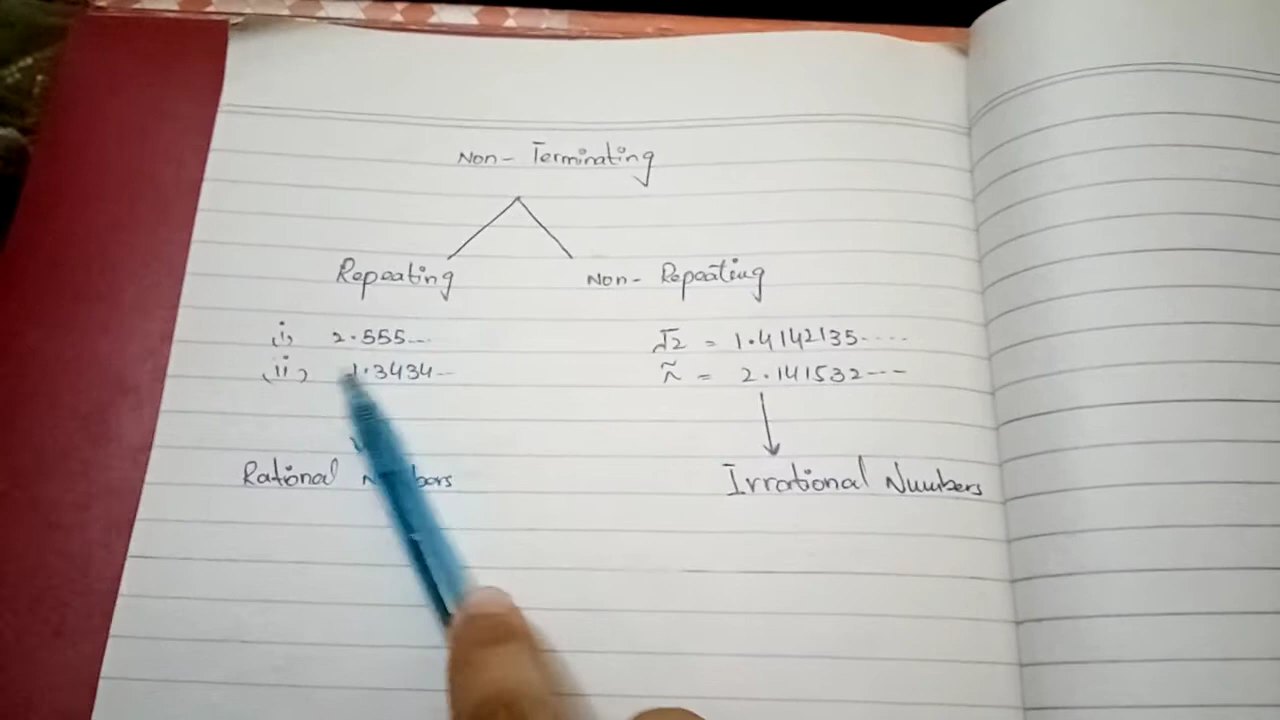 Non- Terminating
Repeating
Non- Repeating
(i) 2.555...
√2 = 1.4142135.....
(ii) 1.3434...
π = 2.141532---
Rational
Irrational Numbers